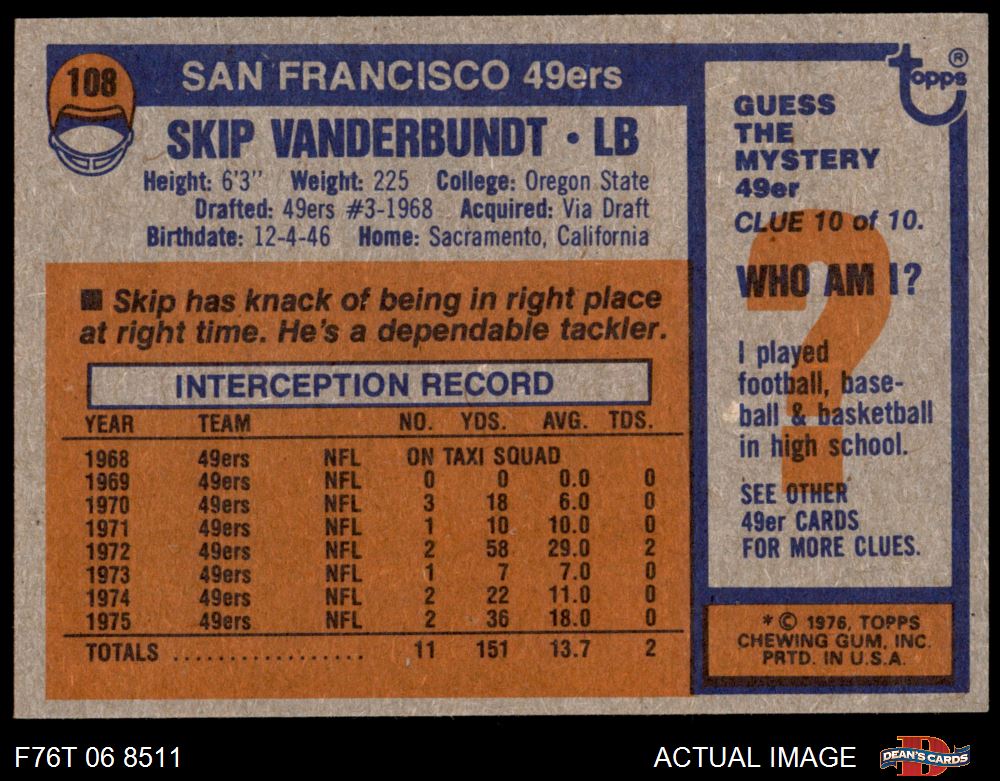 108
SAN FRANCISCO 49ers
SKIP VANDERBUNDT • LB
Height: 6'3" Weight: 225 College: Oregon State
Drafted: 49ers #3-1968 Acquired: Via Draft
Birthdate: 12-4-46 Home: Sacramento, California
■ Skip has knack of being in right place
at right time. He's a dependable tackler.
INTERCEPTION RECORD
YEAR TEAM NO. YDS. AVG. TDS.
1968 49ers NFL ON TAXI SQUAD
1969 49ers NFL 0 0 0.0 0
1970 49ers NFL 3 18 6.0 0
1971 49ers NFL 1 10 10.0 0
1972 49ers NFL 2 58 29.0 2
1973 49ers NFL 1 7 7.0 0
1974 49ers NFL 2 22 11.0 0
1975 49ers NFL 2 36 18.0 0
TOTALS .................. 11 151 13.7 2
topps ®
GUESS
THE
MYSTERY
49er
CLUE 10 of 10.
?
WHO AM I?
I played
football, base-
ball & basketball
in high school.
SEE OTHER
49er CARDS
FOR MORE CLUES.
* © 1976, TOPPS
CHEWING GUM, INC.
PRTD. IN U.S.A.
F76T 06 8511
ACTUAL IMAGE
D
DEAN'S CARDS